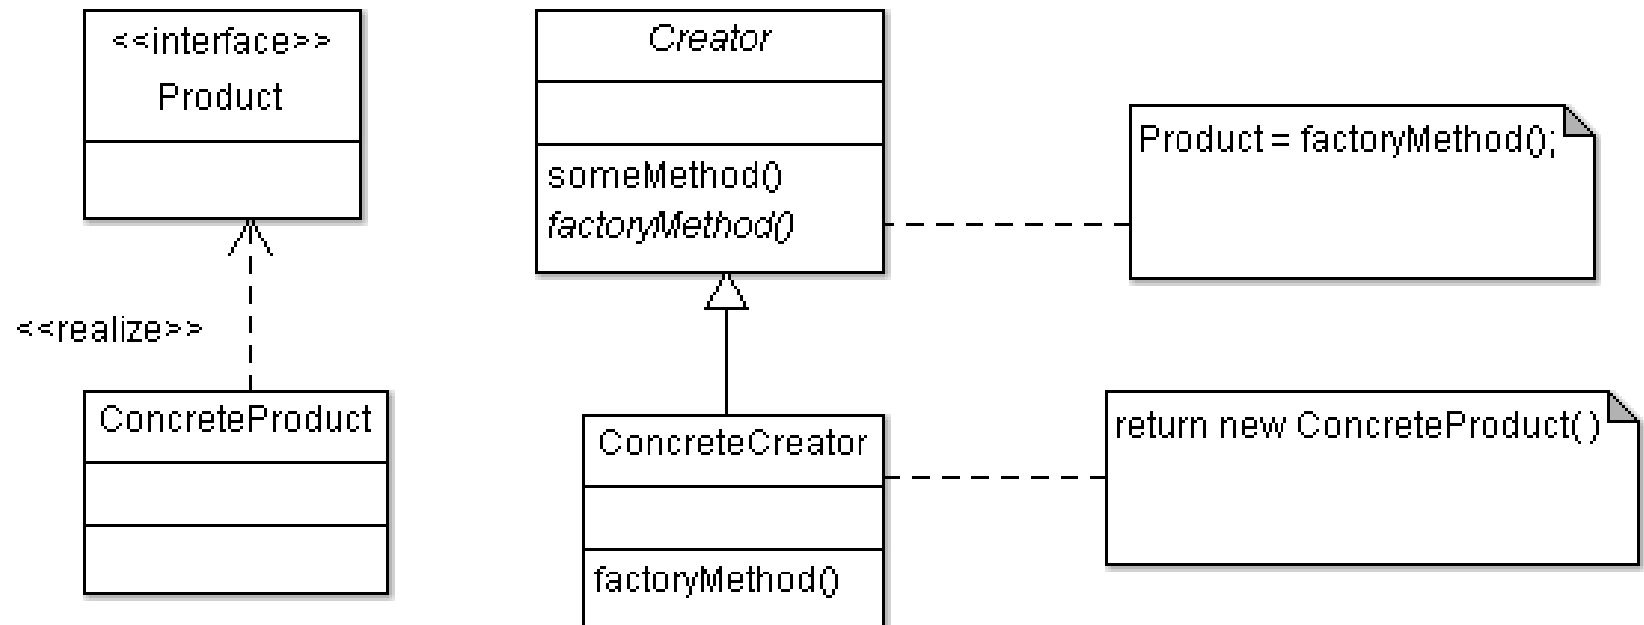 <<interface>>
Product
<<realize>>
ConcreteProduct
Creator
someMethod()
factoryMethod()
Product = factoryMethod();
ConcreteCreator
factoryMethod()
return new ConcreteProduct( )